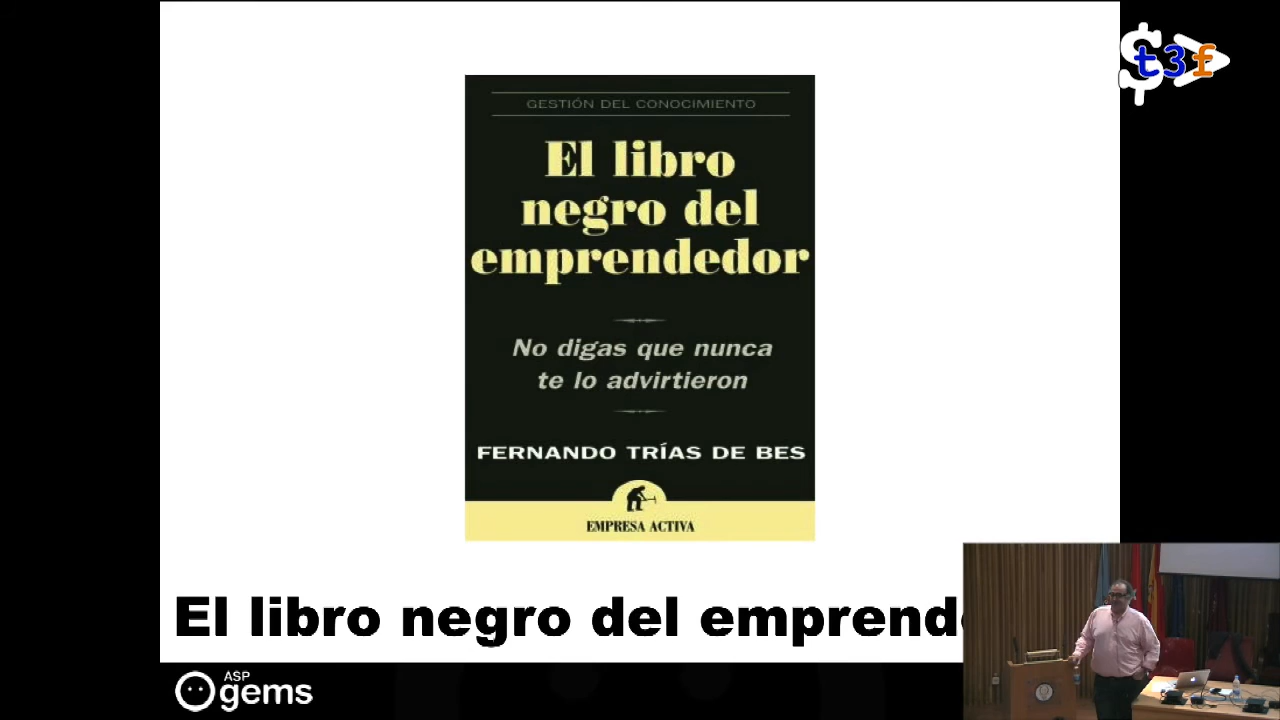 $t3f
GESTIÓN DEL CONOCIMIENTO
El libro
negro del
emprendedor
No digas que nunca
te lo advirtieron
FERNANDO TRÍAS DE BES
EMPRESA ACTIVA
El libro negro del emprend
ASP
gems